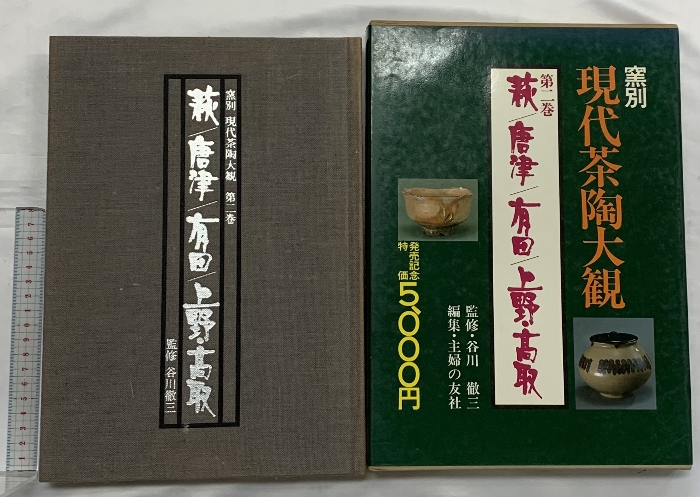 窯別 現代茶陶大観 第二巻
萩/唐津/有田/上野・高取
監修 谷川徹三
窯別
現代茶陶大観
第二巻
萩/唐津/有田/上野・高取
発売記念
特価
5,000円
監修・谷川 徹三
編集・主婦の友社